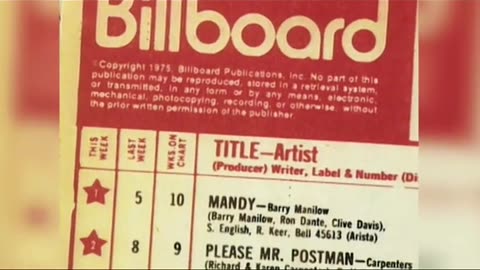 Billboard
©Copyright 1975, Billboard Publications, Inc. No part of this
publication may be reproduced, stored in a retrieval system,
or transmitted, in any form or by any means, electronic,
mechanical, photocopying, recording, or otherwise, without
the prior written permission of the publisher
THIS WEEK
LAST WEEK
WKS. ON CHART
TITLE—Artist
(Producer) Writer, Label & Number
1 5 10 MANDY—Barry Manilow
(Barry Manilow, Ron Dante, Clive Davis),
S. English, R. Keer, Bell 45613 (Arista)
2 8 9 PLEASE MR. POSTMAN—Carpenters
(Richard & Karen